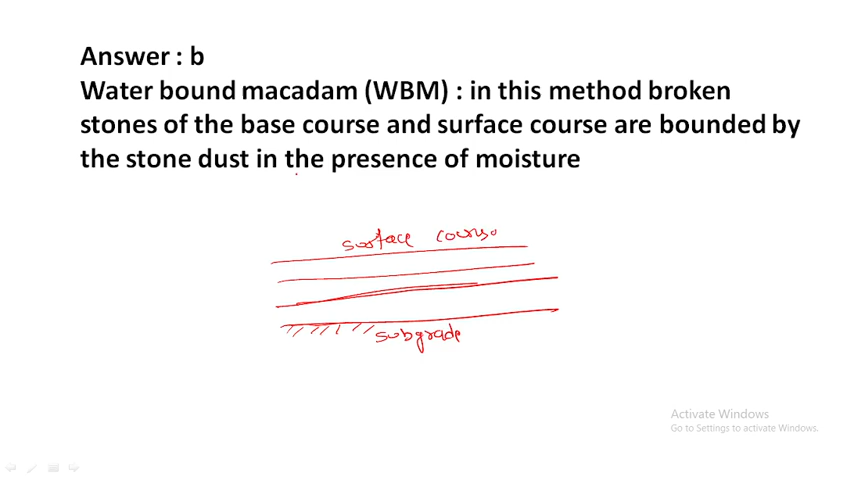 Answer : b
Water bound macadam (WBM) : in this method broken
stones of the base course and surface course are bounded by
the stone dust in the presence of moisture
surface course
subgrade
Activate Windows
Go to Settings to activate Windows.